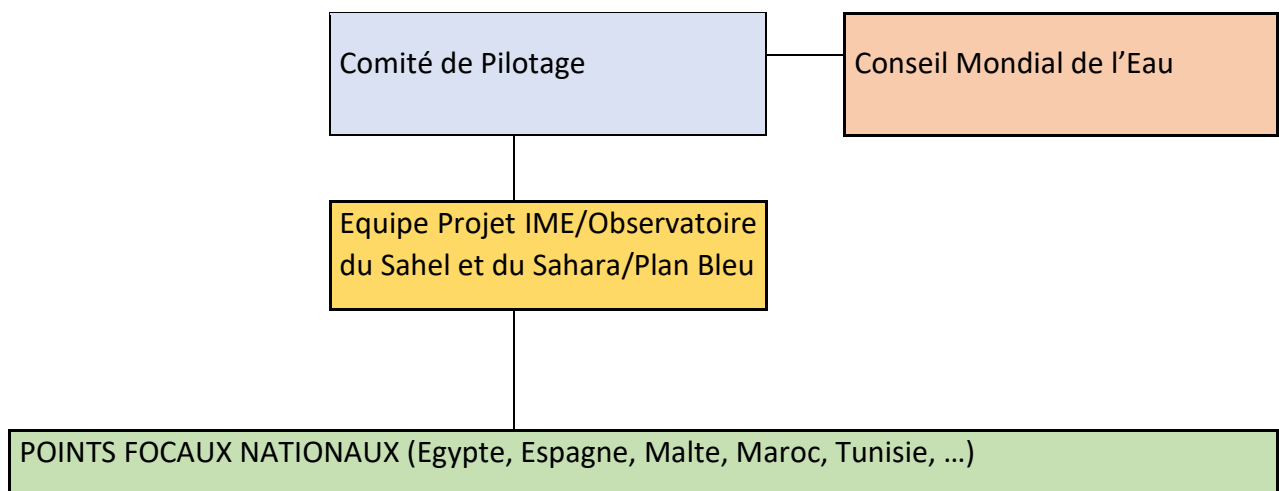 Comité de Pilotage
Conseil Mondial de l’Eau
Equipe Projet IME/Observatoire
du Sahel et du Sahara/Plan Bleu
POINTS FOCAUX NATIONAUX (Egypte, Espagne, Malte, Maroc, Tunisie, …)